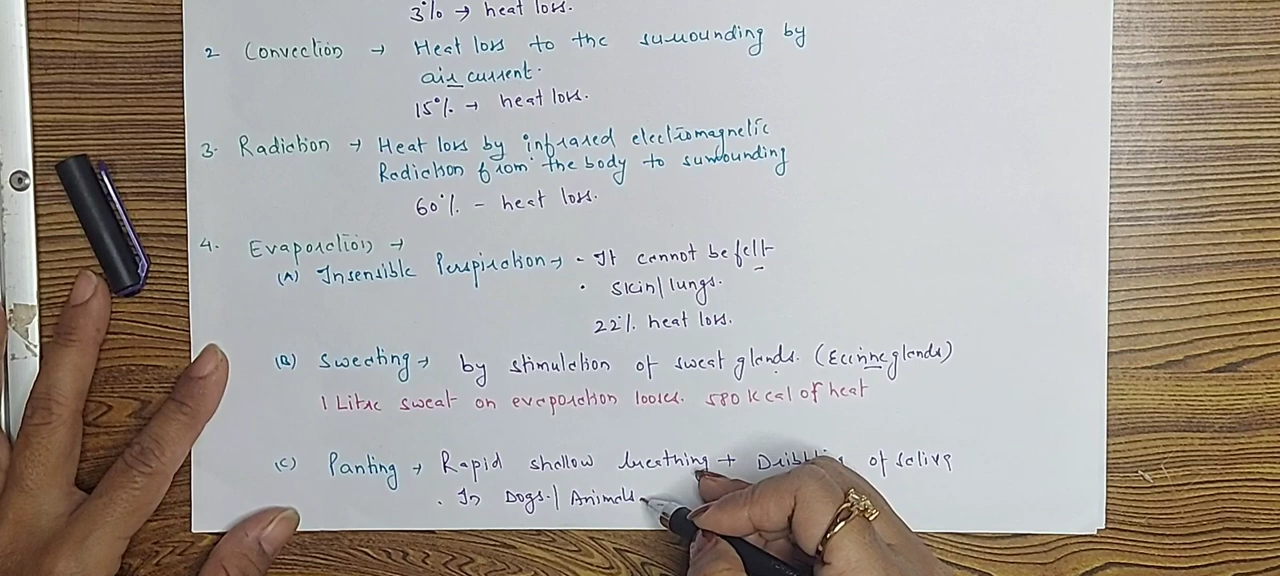 3% → heat loss.
2 Convection → Heat loss to the surrounding by
air current.
15% → heat loss.
3. Radiation → Heat loss by infrared electromagnetic
Radiation from the body to surrounding
60% - heat loss.
4. Evaporation →
(A) Insensible Perspiration → • It cannot be felt
• skin/lungs.
22% heat loss.
(B) Sweating → by stimulation of sweat glands. (Eccrine glands)
1 Litre sweat on evaporation looses. 580 Kcal of heat
(C) Panting → Rapid shallow breathing + of saliva
• In Dogs/Animals